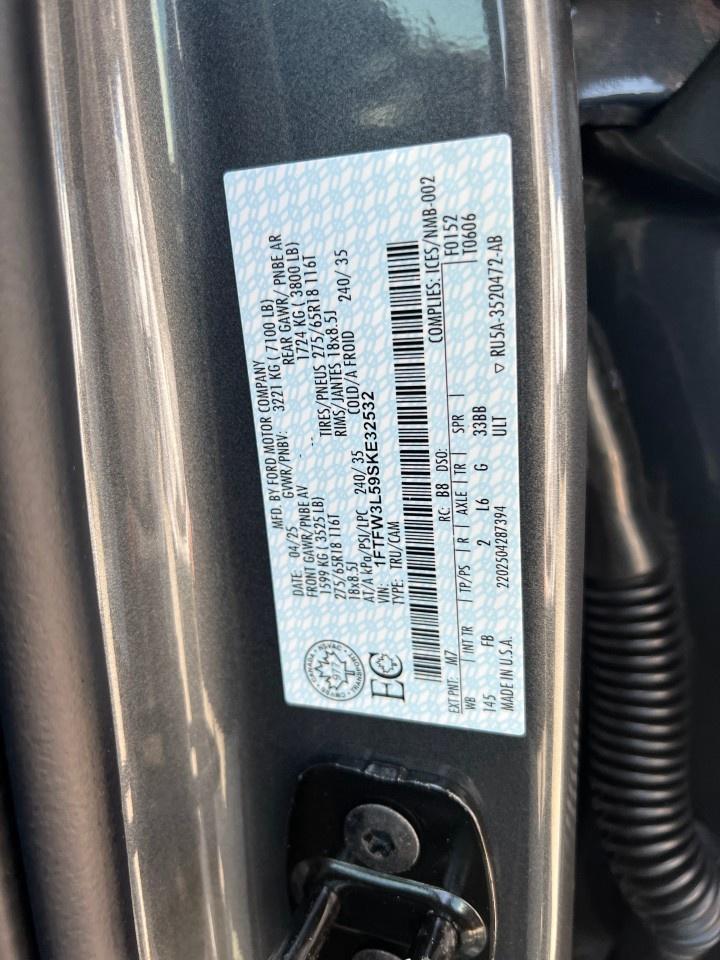 MFD. BY FORD MOTOR COMPANY
DATE: 04/25 GVWR/PNBV: 3221 KG (7100 LB)
FRONT GAWR/PNBE AV REAR GAWR/ PNBE AR
1599 KG ( 3525 LB) 1724 KG ( 3800 LB)
275/65R18 116T TIRES/PNEUS 275/65R18 116T
18x8.5J RIMS/JANTES 18x8.5J
AT/A kPa/PSI/LPC 240/ 35 COLD/A FROID 240/ 35
VIN: 1FTFW3L59SKE32532
TYPE: TRU/CAM
EC
COMPLIES: ICES/NMB-002
EXT PNT: M7 RC: B8 DSO: F0152
WB INT TR TP/PS R AXLE TR SPR T0606
145 FB 2 L6 G 33BB
ULT
MADE IN U.S.A. 2202504287394 ▽ RU5A-3520472-AB